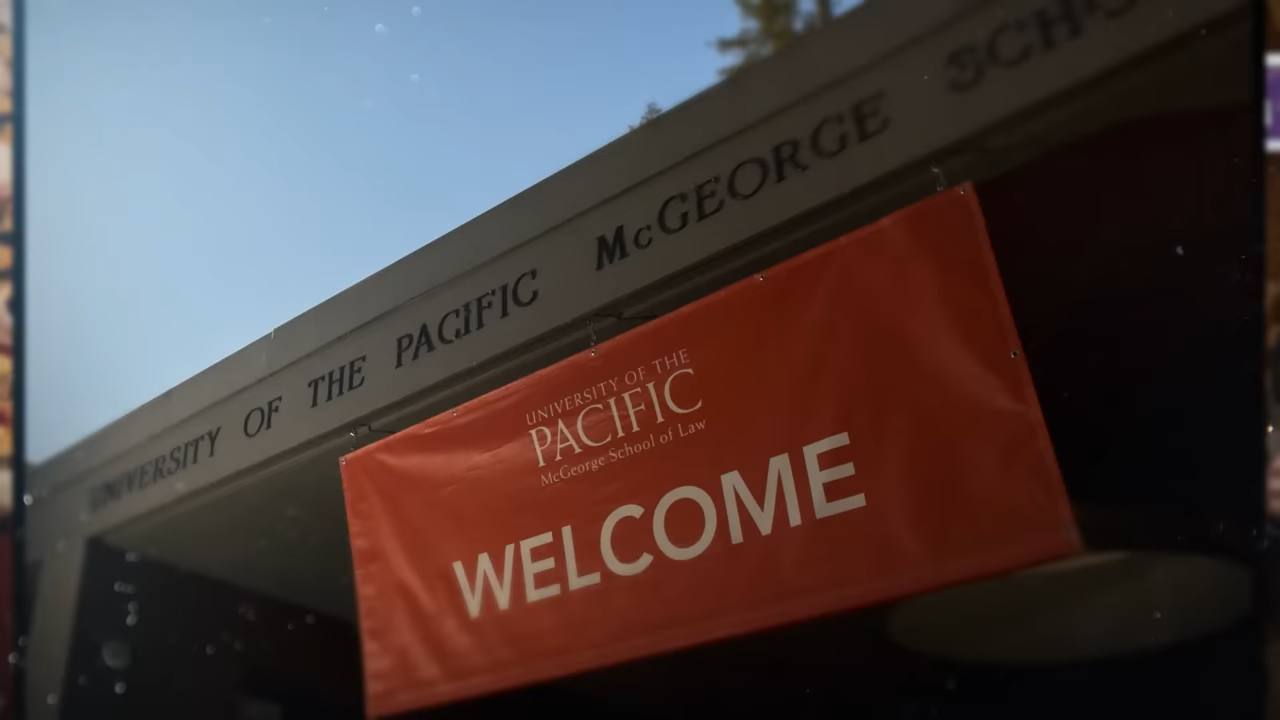 UNIVERSITY OF THE PACIFIC McGEORGE
UNIVERSITY OF THE
PACIFIC
McGeorge School of Law
WELCOME